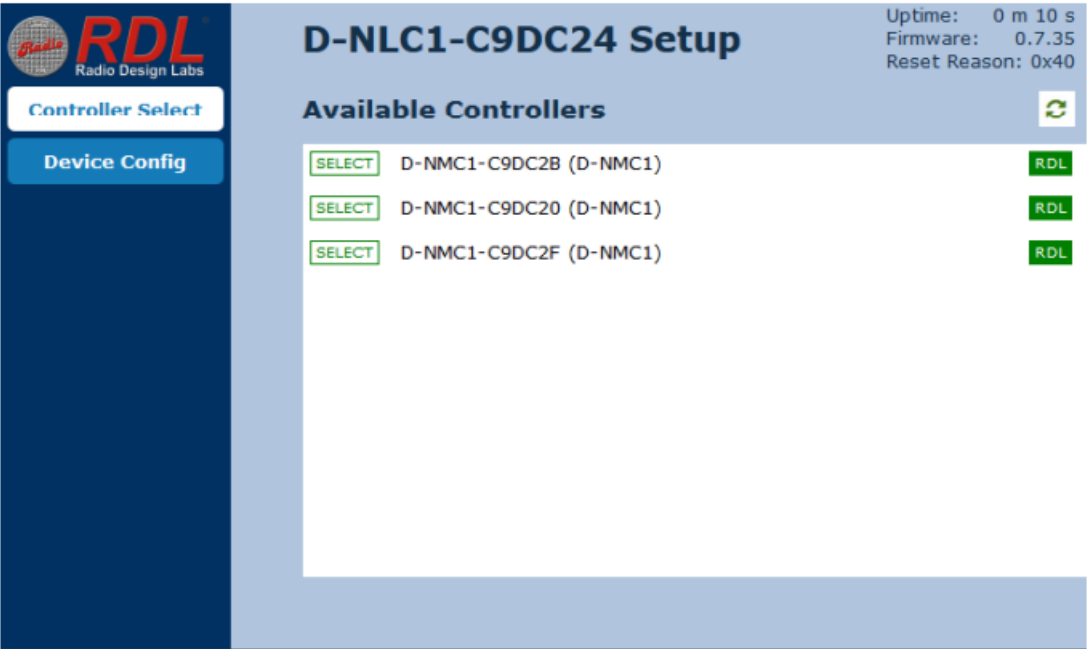 Radio
RDL
Radio Design Labs
Controller Select
Device Config
D-NLC1-C9DC24 Setup
Uptime: 0 m 10 s
Firmware: 0.7.35
Reset Reason: 0x40
Available Controllers
SELECT D-NMC1-C9DC2B (D-NMC1) RDL
SELECT D-NMC1-C9DC20 (D-NMC1) RDL
SELECT D-NMC1-C9DC2F (D-NMC1) RDL